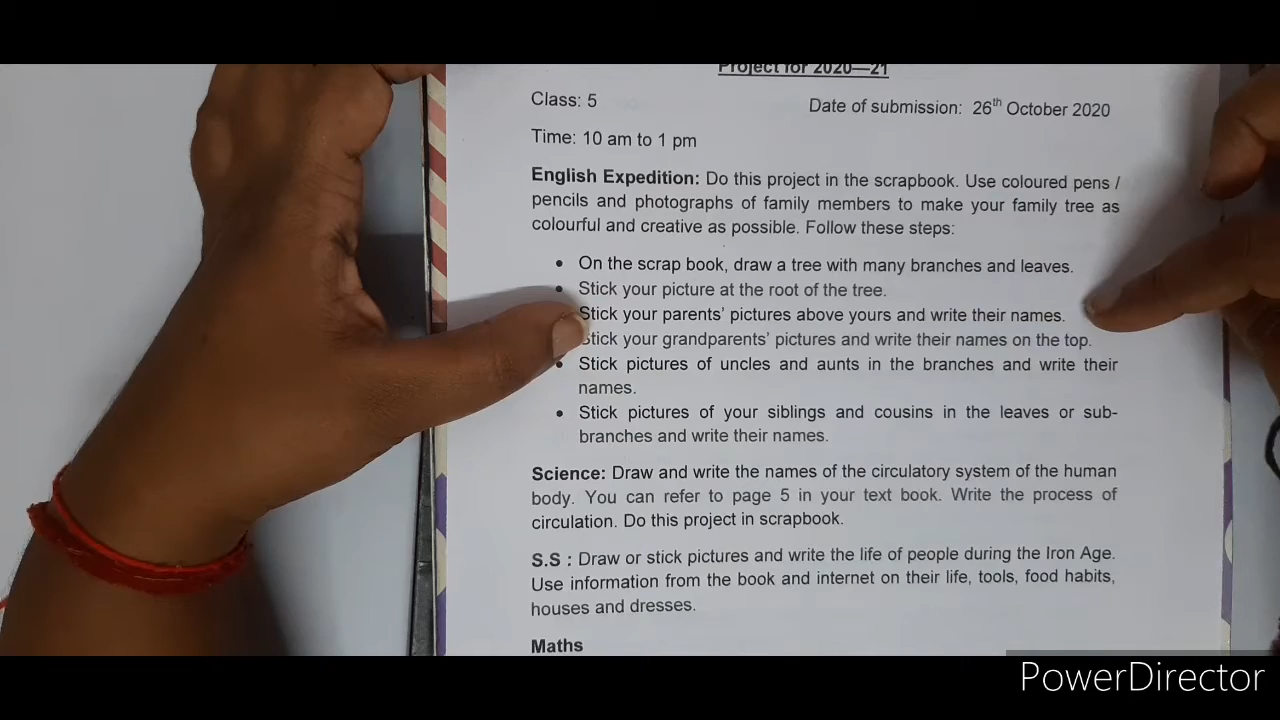 Project for 2020—21
Class: 5
Date of submission: 26th October 2020
Time: 10 am to 1 pm
English Expedition: Do this project in the scrapbook. Use coloured pens /
pencils and photographs of family members to make your family tree as
colourful and creative as possible. Follow these steps:
• On the scrap book, draw a tree with many branches and leaves.
• Stick your picture at the root of the tree.
Stick your parents' pictures above yours and write their names.
Stick your grandparents' pictures and write their names on the top.
• Stick pictures of uncles and aunts in the branches and write their
names.
• Stick pictures of your siblings and cousins in the leaves or sub-
branches and write their names.
Science: Draw and write the names of the circulatory system of the human
body. You can refer to page 5 in your text book. Write the process of
circulation. Do this project in scrapbook.
S.S : Draw or stick pictures and write the life of people during the Iron Age.
Use information from the book and internet on their life, tools, food habits,
houses and dresses.
Maths
PowerDirector